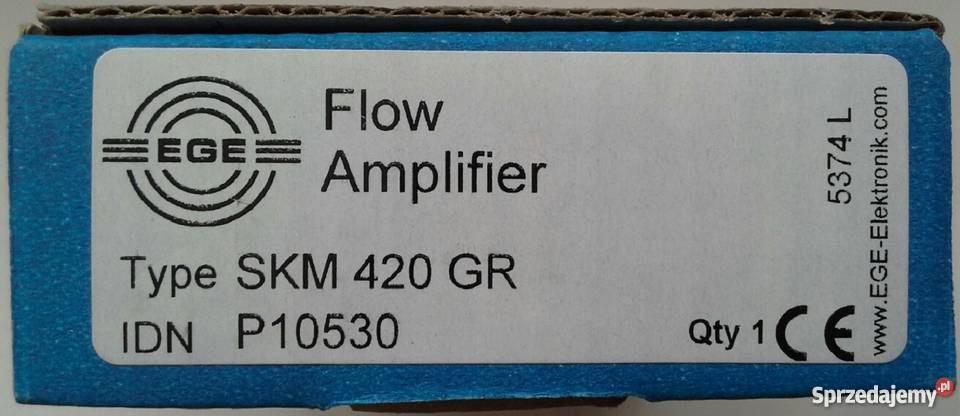 EGE
Flow
Amplifier
Type SKM 420 GR
IDN P10530
Qty 1 CE
5374 L
www.EGE-Elektronik.com
Sprzedajemy.pl